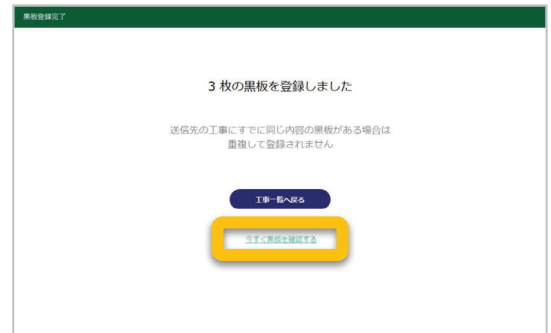 黒板登録完了
3 枚の黒板を登録しました
送信先の工事にすでに同じ内容の黒板がある場合は
重複して登録されません
工事一覧へ戻る
今すぐ黒板を確認する